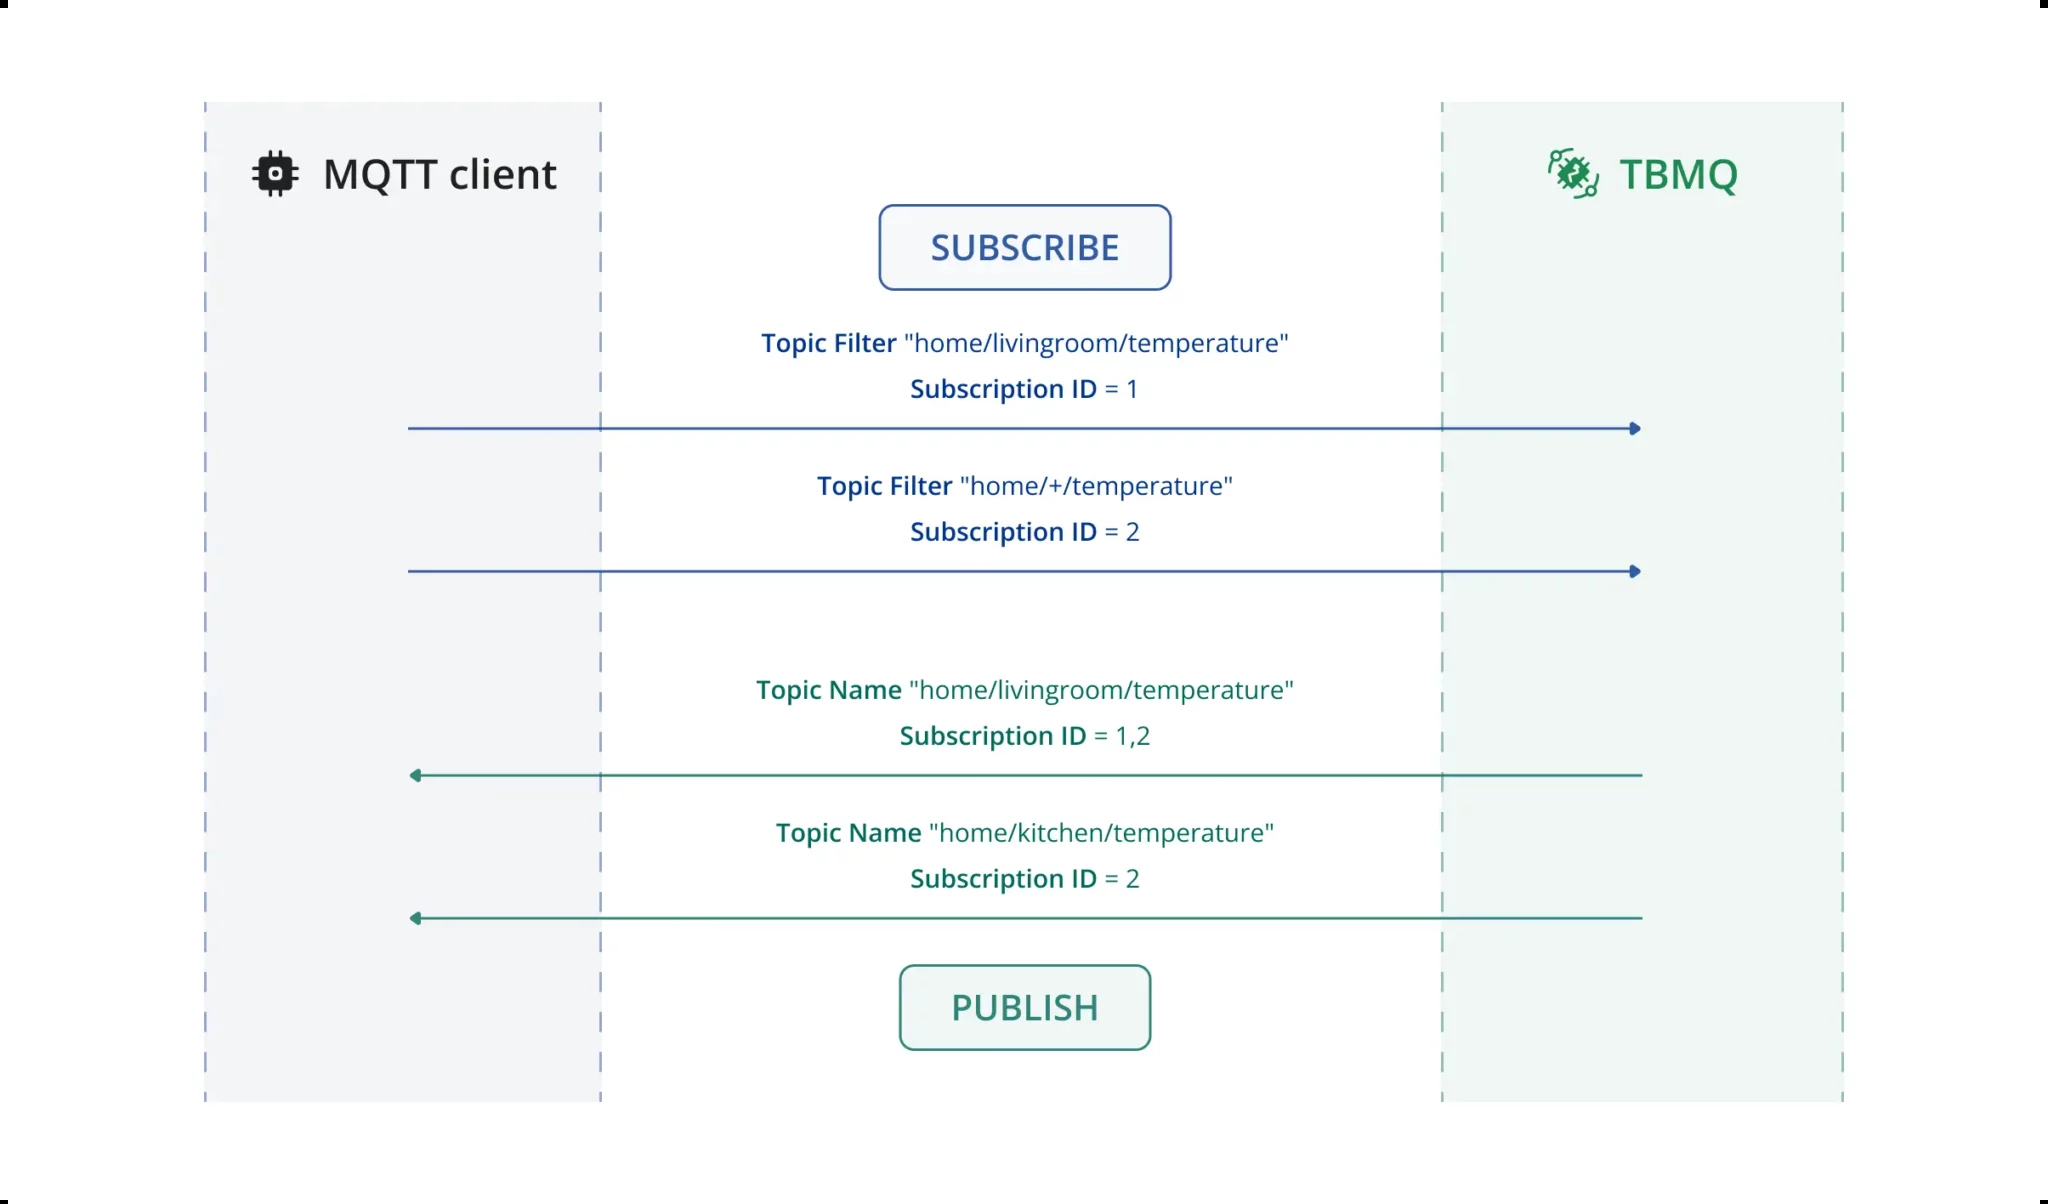 MQTT client
TBMQ
SUBSCRIBE
Topic Filter "home/livingroom/temperature"
Subscription ID = 1
Topic Filter "home/+/temperature"
Subscription ID = 2
Topic Name "home/livingroom/temperature"
Subscription ID = 1,2
Topic Name "home/kitchen/temperature"
Subscription ID = 2
PUBLISH